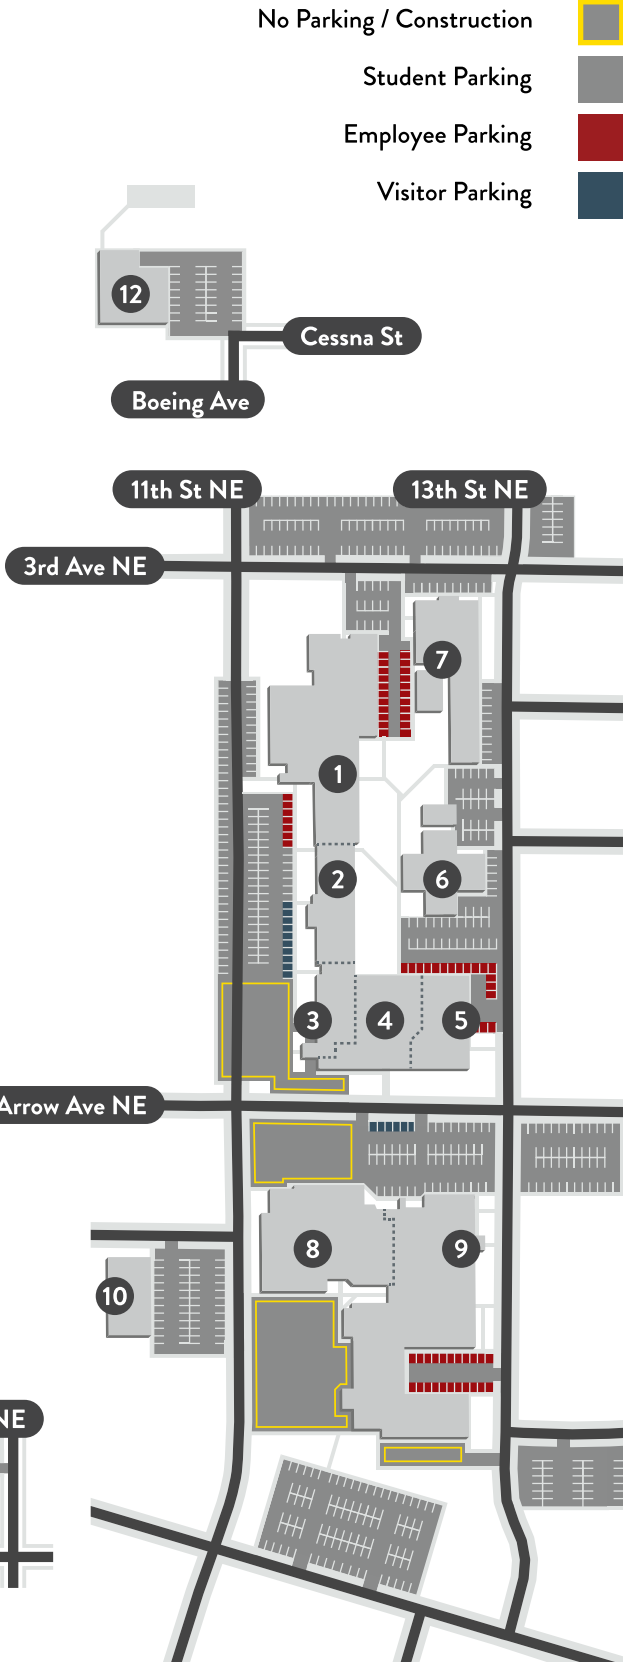 No Parking / Construction
Student Parking
Employee Parking
Visitor Parking
12
Cessna St
Boeing Ave
11th St NE
13th St NE
3rd Ave NE
7
1
2
6
3
4
5
Arrow Ave NE
8
9
10
NE